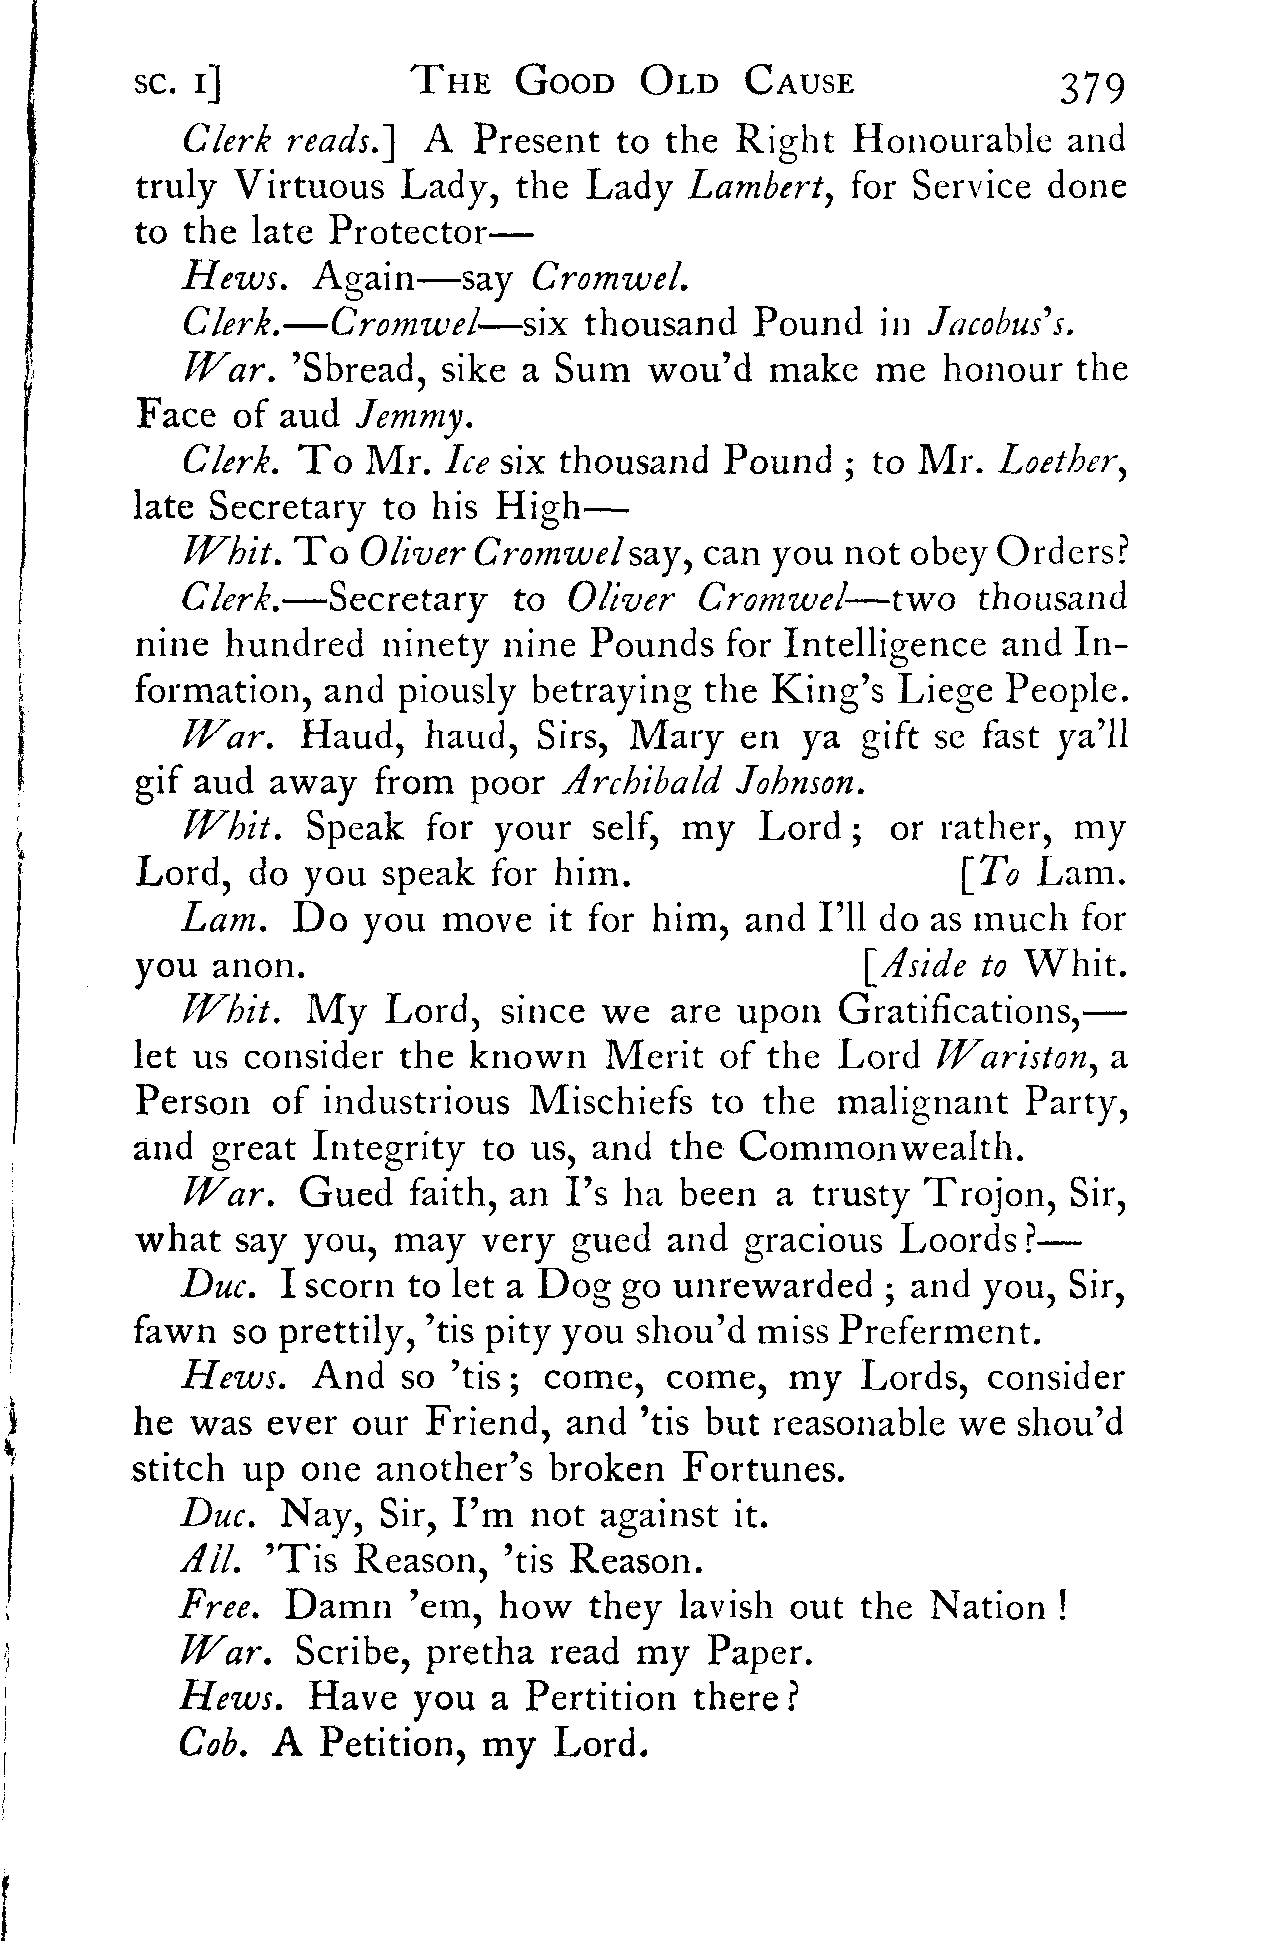 SC. I] THE GOOD OLD CAUSE 379
Clerk reads.] A Present to the Right Honourable and
truly Virtuous Lady, the Lady Lambert, for Service done
to the late Protector—
Hews. Again—say Cromwel.
Clerk.—Cromwel—six thousand Pound in Jacobus's.
War. 'Sbread, sike a Sum wou'd make me honour the
Face of aud Jemmy.
Clerk. To Mr. Ice six thousand Pound ; to Mr. Loether,
late Secretary to his High—
Whit. To Oliver Cromwel say, can you not obey Orders?
Clerk.—Secretary to Oliver Cromwel—two thousand
nine hundred ninety nine Pounds for Intelligence and In-
formation, and piously betraying the King's Liege People.
War. Haud, haud, Sirs, Mary en ya gift se fast ya'll
gif aud away from poor Archibald Johnson.
Whit. Speak for your self, my Lord ; or rather, my
Lord, do you speak for him. [To Lam.
Lam. Do you move it for him, and I'll do as much for
you anon. [Aside to Whit.
Whit. My Lord, since we are upon Gratifications,—
let us consider the known Merit of the Lord Wariston, a
Person of industrious Mischiefs to the malignant Party,
and great Integrity to us, and the Commonwealth.
War. Gued faith, an I's ha been a trusty Trojon, Sir,
what say you, may very gued and gracious Loords?—
Duc. I scorn to let a Dog go unrewarded ; and you, Sir,
fawn so prettily, 'tis pity you shou'd miss Preferment.
Hews. And so 'tis ; come, come, my Lords, consider
he was ever our Friend, and 'tis but reasonable we shou'd
stitch up one another's broken Fortunes.
Duc. Nay, Sir, I'm not against it.
All. 'Tis Reason, 'tis Reason.
Free. Damn 'em, how they lavish out the Nation !
War. Scribe, pretha read my Paper.
Hews. Have you a Pertition there?
Cob. A Petition, my Lord.